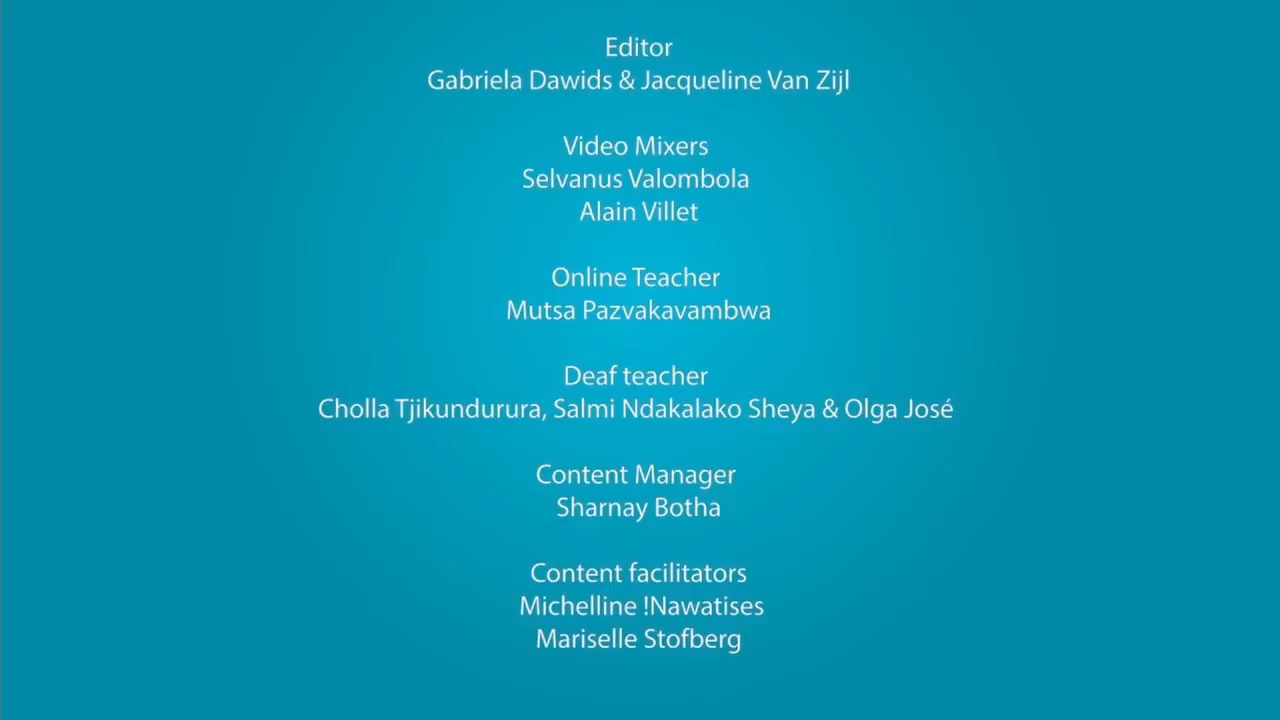 Editor
Gabriela Dawids & Jacqueline Van Zijl
Video Mixers
Selvanus Valombola
Alain Villet
Online Teacher
Mutsa Pazvakavambwa
Deaf teacher
Cholla Tjikundurura, Salmi Ndakalako Sheya & Olga José
Content Manager
Sharnay Botha
Content facilitators
Michelline !Nawatises
Mariselle Stofberg